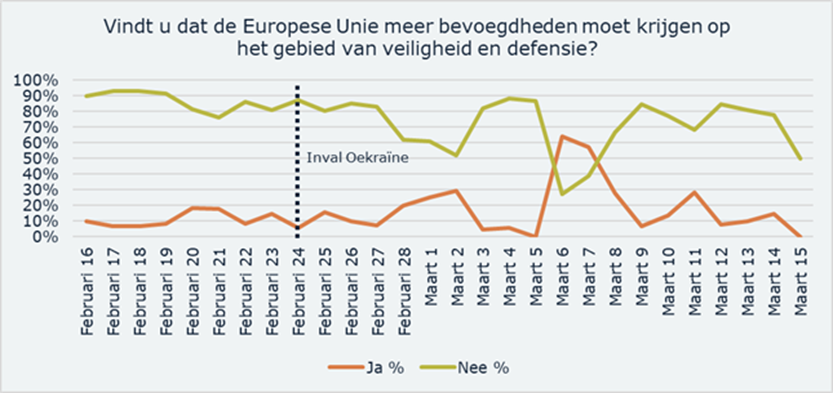 Vindt u dat de Europese Unie meer bevoegdheden moet krijgen op
het gebied van veiligheid en defensie?
100%
90%
80%
70%
60%
50%
40%
30%
20%
10%
0%
Inval Oekraïne
Februari 16
Februari 17
Februari 18
Februari 19
Februari 20
Februari 21
Februari 22
Februari 23
Februari 24
Februari 25
Februari 26
Februari 27
Februari 28
Maart 1
Maart 2
Maart 3
Maart 4
Maart 5
Maart 6
Maart 7
Maart 8
Maart 9
Maart 10
Maart 11
Maart 12
Maart 13
Maart 14
Maart 15
Ja %
Nee %